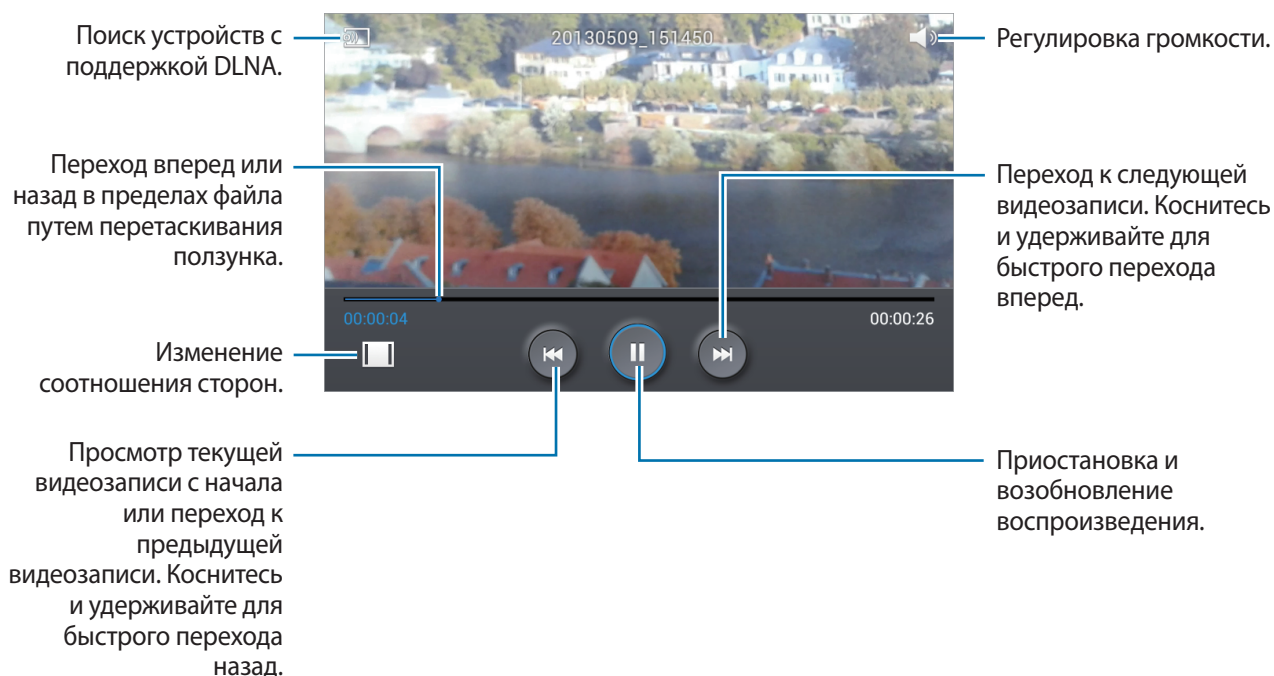 Поиск устройств с
поддержкой DLNA.
20130509_151450
Регулировка громкости.
Переход вперед или
назад в пределах файла
путем перетаскивания
ползунка.
Переход к следующей
видеозаписи. Коснитесь
и удерживайте для
быстрого перехода
вперед.
00:00:04
00:00:26
Изменение
соотношения сторон.
Просмотр текущей
видеозаписи с начала
или переход к
предыдущей
видеозаписи. Коснитесь
и удерживайте для
быстрого перехода
назад.
Приостановка и
возобновление
воспроизведения.